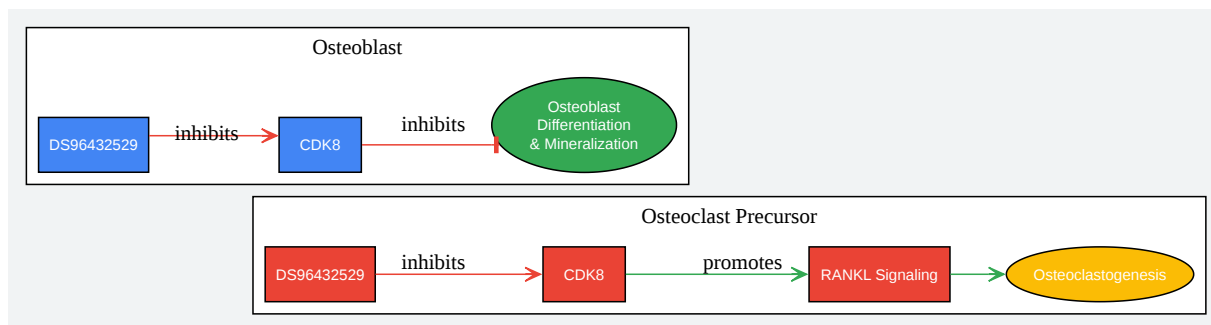 Osteoblast
DS96432529
inhibits
CDK8
inhibits
Osteoblast
Differentiation
& Mineralization
Osteoclast Precursor
DS96432529
inhibits
CDK8
promotes
RANKL Signaling
Osteoclastogenesis